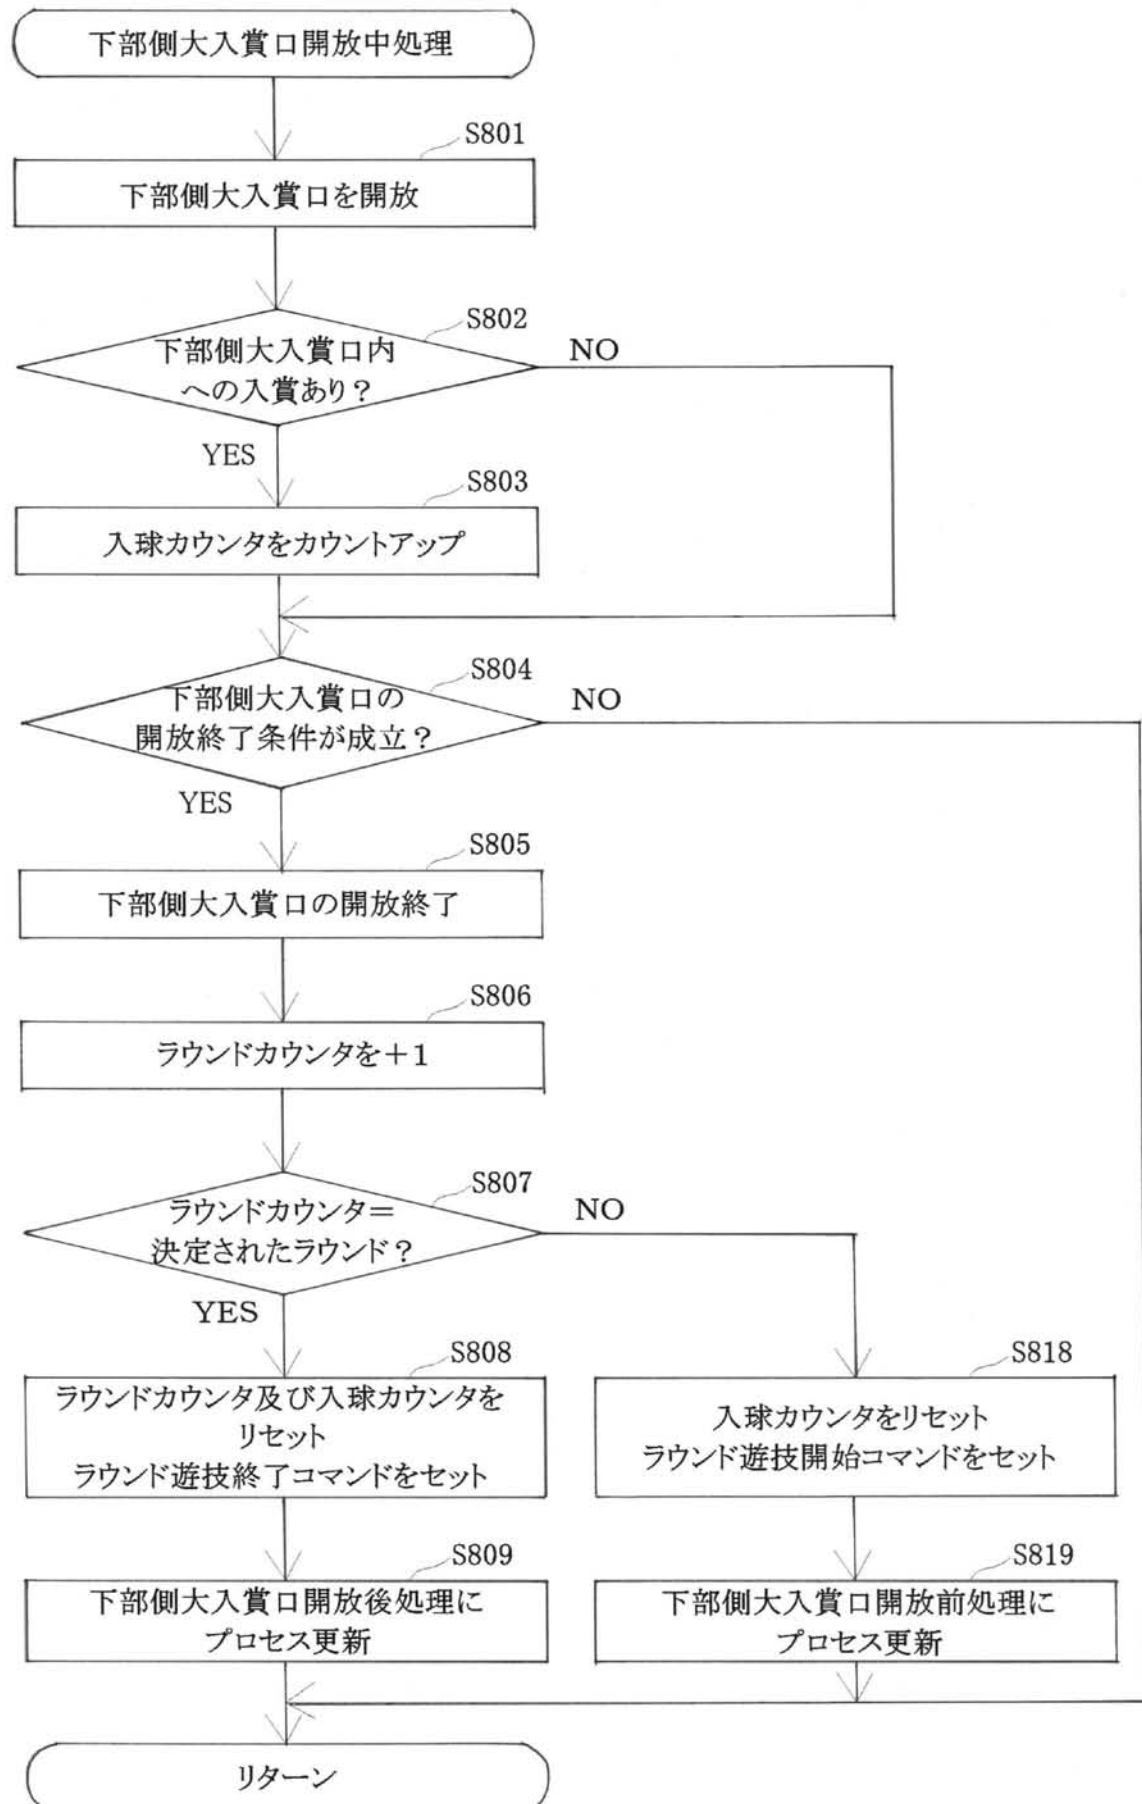 下部側大入賞口開放中処理
S801
下部側大入賞口を開放
S802
下部側大入賞口内
への入賞あり?
NO
YES
S803
入球カウンタをカウントアップ
S804
下部側大入賞口の
開放終了条件が成立?
NO
YES
S805
下部側大入賞口の開放終了
S806
ラウンドカウンタを+1
S807
ラウンドカウンタ=
決定されたラウンド?
NO
YES
S808
ラウンドカウンタ及び入球カウンタを
リセット
ラウンド遊技終了コマンドをセット
S818
入球カウンタをリセット
ラウンド遊技開始コマンドをセット
S809
下部側大入賞口開放後処理に
プロセス更新
S819
下部側大入賞口開放前処理に
プロセス更新
リターン